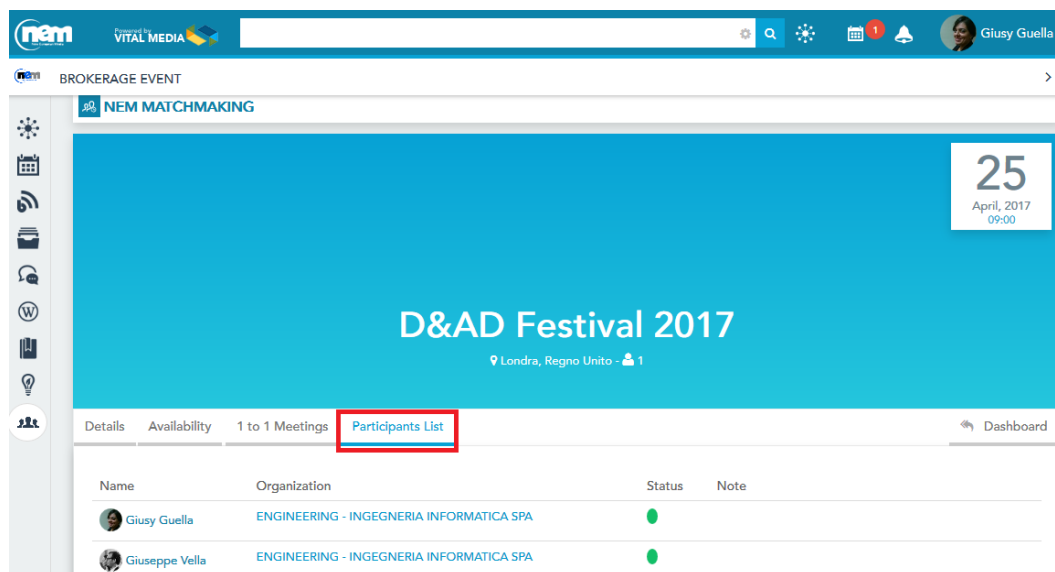 nem
Powered by
VITAL MEDIA
1
Giusy Guella
nem
BROKERAGE EVENT
NEM MATCHMAKING
25
April, 2017
09:00
D&AD Festival 2017
Londra, Regno Unito - 1
Details Availability 1 to 1 Meetings Participants List Dashboard
Name Organization Status Note
Giusy Guella ENGINEERING - INGEGNERIA INFORMATICA SPA
Giuseppe Vella ENGINEERING - INGEGNERIA INFORMATICA SPA